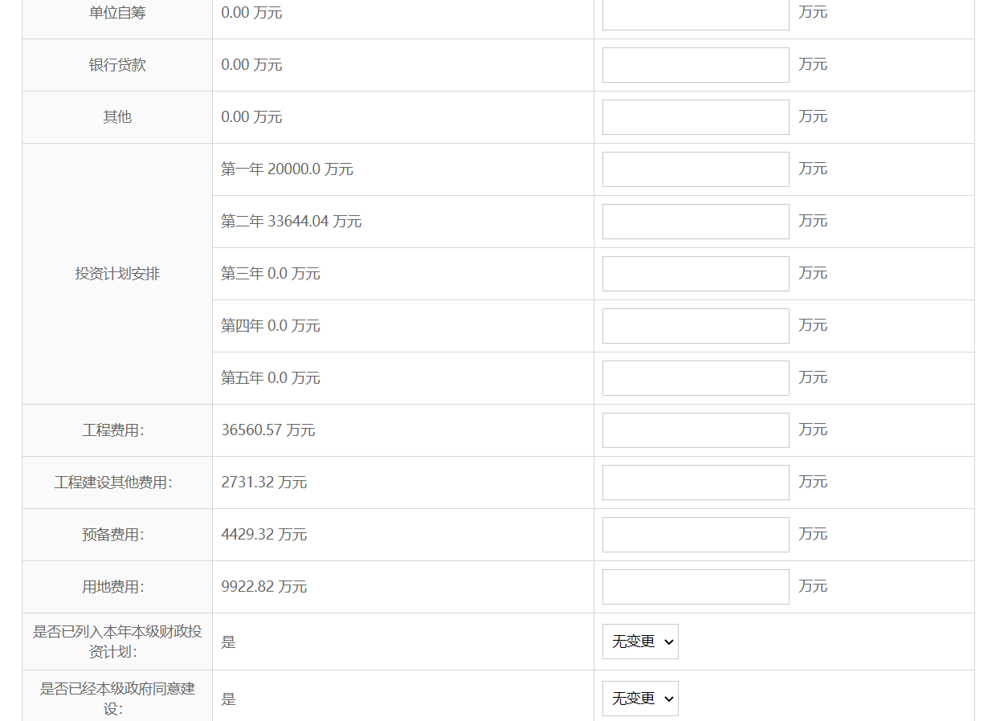 单位自筹 0.00 万元 万元
银行贷款 0.00 万元 万元
其他 0.00 万元 万元
投资计划安排
第一年 20000.0 万元 万元
第二年 33644.04 万元 万元
第三年 0.0 万元 万元
第四年 0.0 万元 万元
第五年 0.0 万元 万元
工程费用： 36560.57 万元 万元
工程建设其他费用： 2731.32 万元 万元
预备费用： 4429.32 万元 万元
用地费用： 9922.82 万元 万元
是否已列入本年本级财政投
资计划：
是 无变更
是否已经本级政府同意建
设：
是 无变更